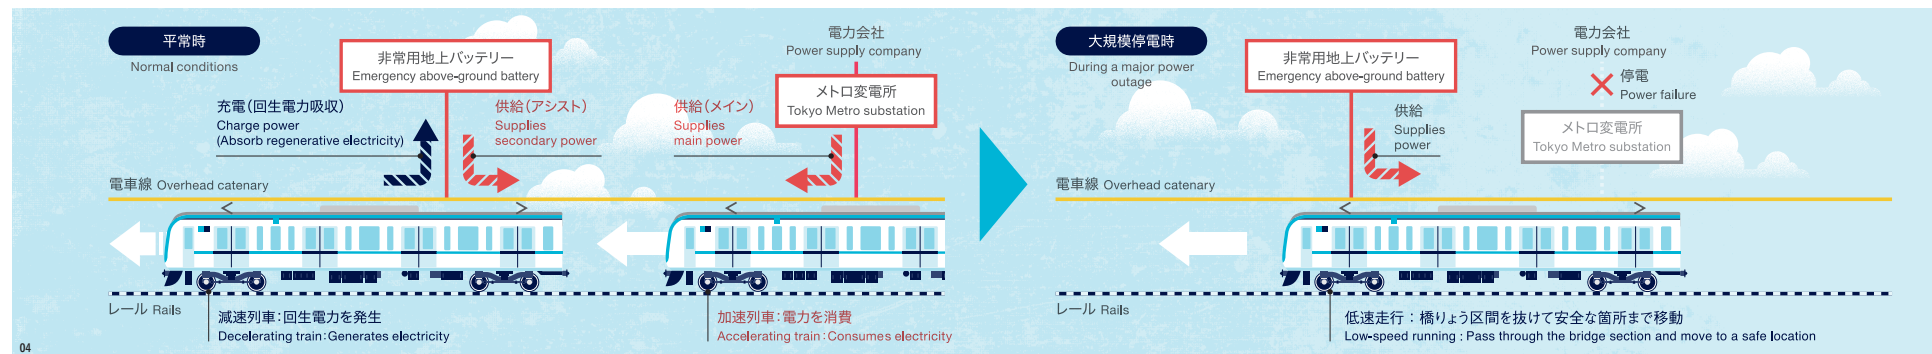 平常時
Normal conditions
非常用地上バッテリー
Emergency above-ground battery
電力会社
Power supply company
メトロ変電所
Tokyo Metro substation
充電(回生電力吸収)
Charge power
(Absorb regenerative electricity)
供給(アシスト)
Supplies
secondary power
供給(メイン)
Supplies
main power
電車線 Overhead catenary
レール Rails
減速列車:回生電力を発生
Decelerating train:Generates electricity
加速列車:電力を消費
Accelerating train:Consumes electricity
大規模停電時
During a major power
outage
非常用地上バッテリー
Emergency above-ground battery
電力会社
Power supply company
停電
Power failure
メトロ変電所
Tokyo Metro substation
供給
Supplies
power
電車線 Overhead catenary
レール Rails
低速走行:橋りょう区間を抜けて安全な箇所まで移動
Low-speed running : Pass through the bridge section and move to a safe location
04